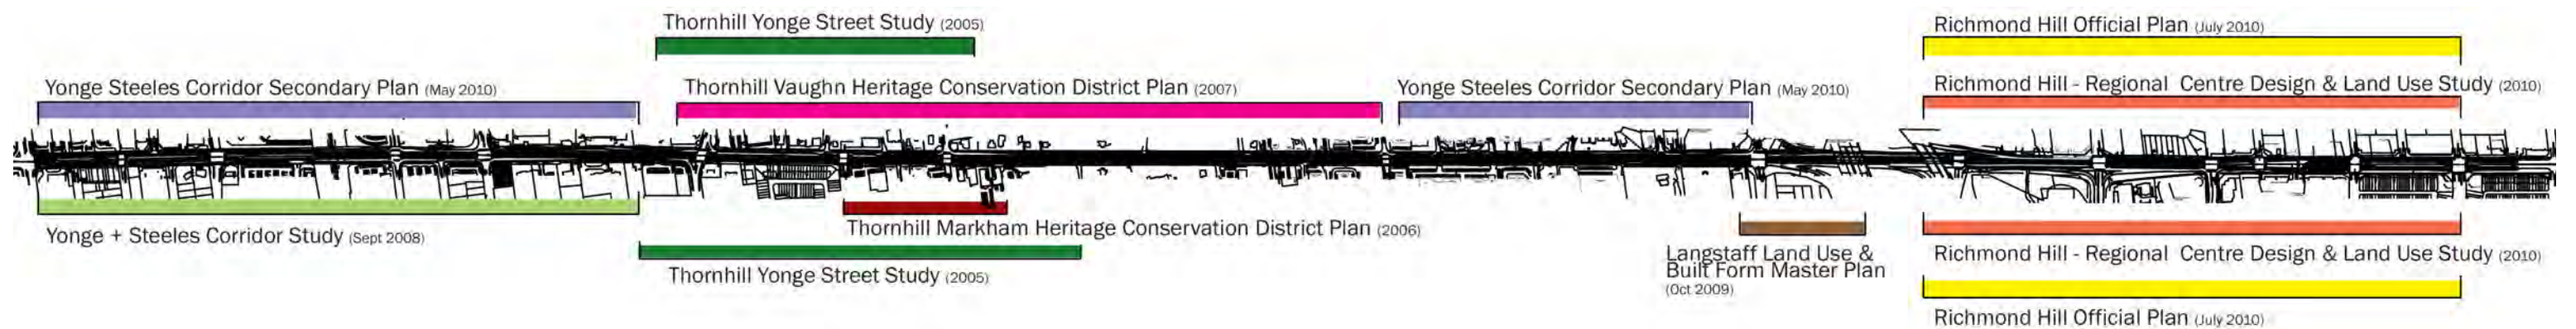 Thornhill Yonge Street Study (2005)
Richmond Hill Official Plan (July 2010)
Yonge Steeles Corridor Secondary Plan (May 2010)
Thornhill Vaughn Heritage Conservation District Plan (2007)
Yonge Steeles Corridor Secondary Plan (May 2010)
Richmond Hill - Regional Centre Design & Land Use Study (2010)
Yonge + Steeles Corridor Study (Sept 2008)
Thornhill Markham Heritage Conservation District Plan (2006)
Thornhill Yonge Street Study (2005)
Langstaff Land Use &
Built Form Master Plan
(Oct 2009)
Richmond Hill - Regional Centre Design & Land Use Study (2010)
Richmond Hill Official Plan (July 2010)